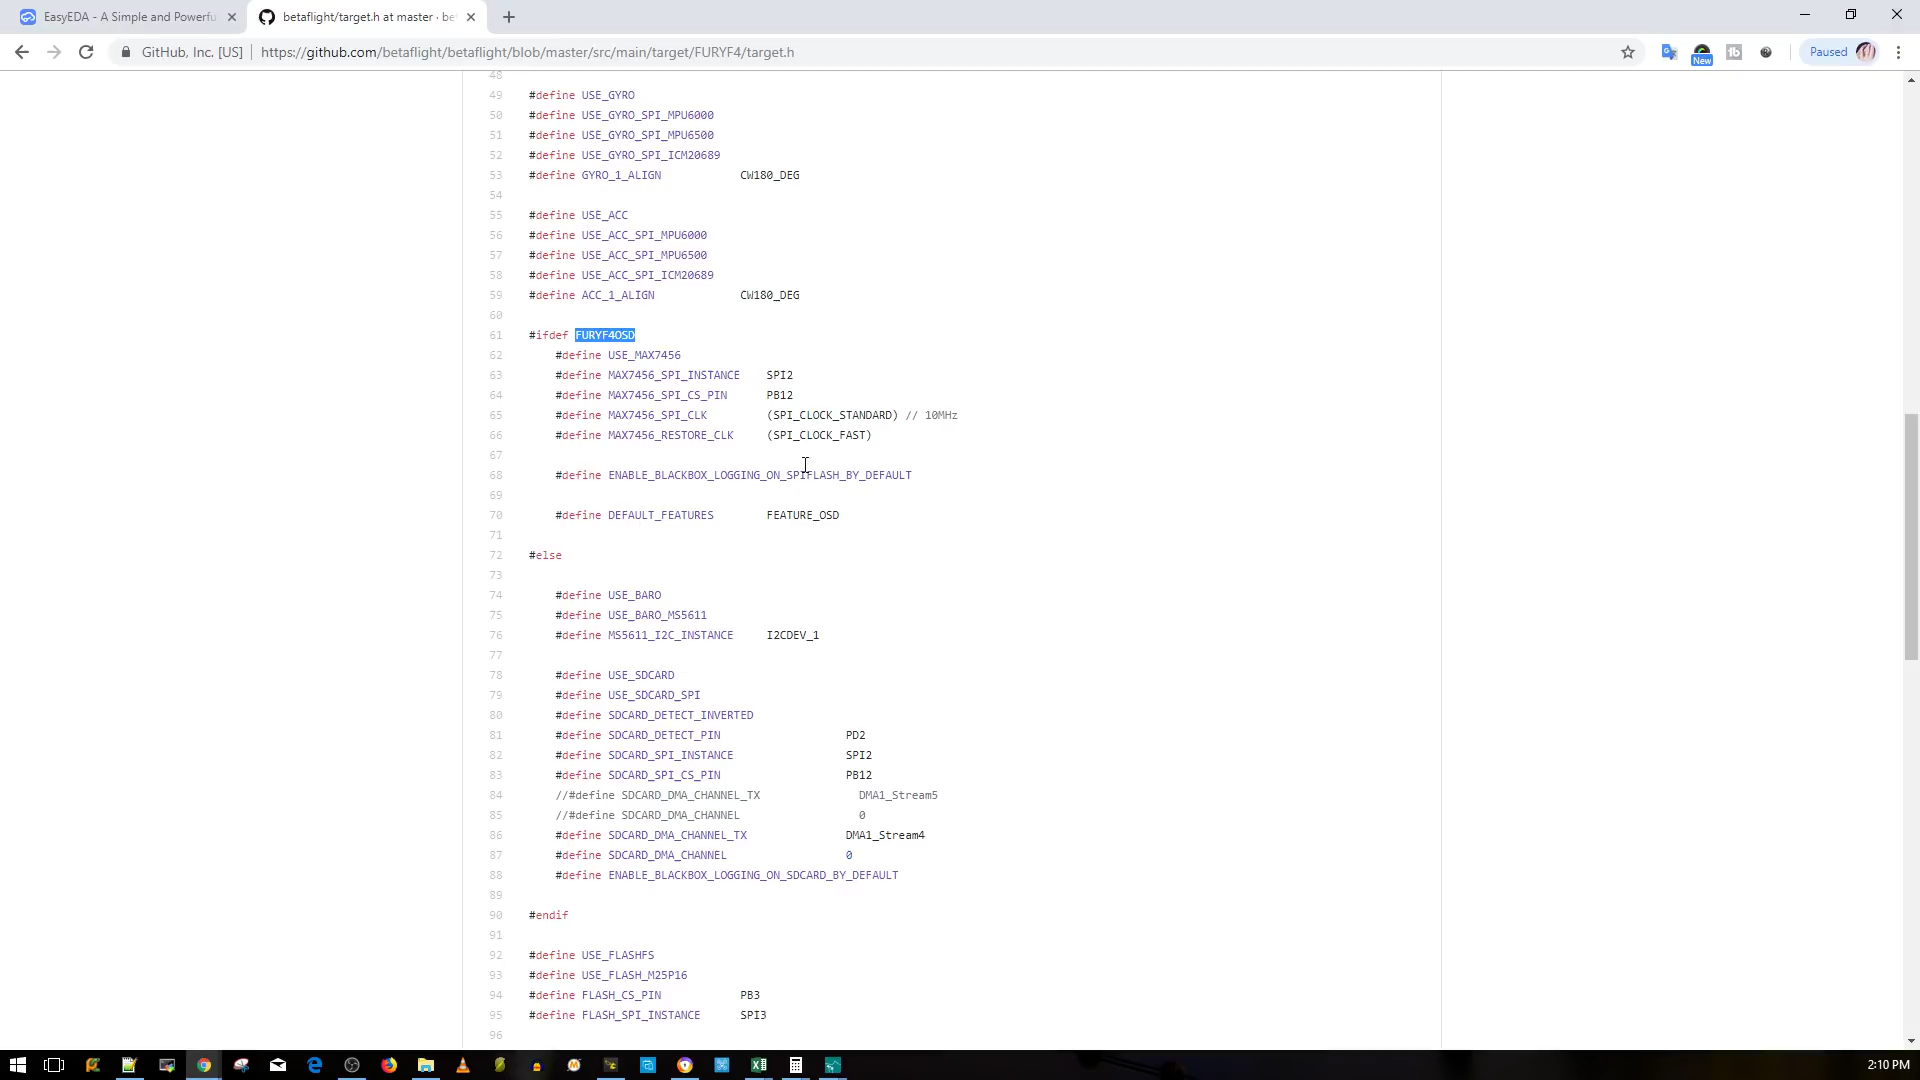 EasyEDA - A Simple and Powerfu
betaflight/target.h at master · be
GitHub, Inc. [US] https://github.com/betaflight/betaflight/blob/master/src/main/target/FURYF4/target.h
New
Paused
48
49 #define USE_GYRO
50 #define USE_GYRO_SPI_MPU6000
51 #define USE_GYRO_SPI_MPU6500
52 #define USE_GYRO_SPI_ICM20689
53 #define GYRO_1_ALIGN CW180_DEG
54
55 #define USE_ACC
56 #define USE_ACC_SPI_MPU6000
57 #define USE_ACC_SPI_MPU6500
58 #define USE_ACC_SPI_ICM20689
59 #define ACC_1_ALIGN CW180_DEG
60
61 #ifdef FURYF4OSD
62 #define USE_MAX7456
63 #define MAX7456_SPI_INSTANCE SPI2
64 #define MAX7456_SPI_CS_PIN PB12
65 #define MAX7456_SPI_CLK (SPI_CLOCK_STANDARD) // 10MHz
66 #define MAX7456_RESTORE_CLK (SPI_CLOCK_FAST)
67
68 #define ENABLE_BLACKBOX_LOGGING_ON_SPIFLASH_BY_DEFAULT
69
70 #define DEFAULT_FEATURES FEATURE_OSD
71
72 #else
73
74 #define USE_BARO
75 #define USE_BARO_MS5611
76 #define MS5611_I2C_INSTANCE I2CDEV_1
77
78 #define USE_SDCARD
79 #define USE_SDCARD_SPI
80 #define SDCARD_DETECT_INVERTED
81 #define SDCARD_DETECT_PIN PD2
82 #define SDCARD_SPI_INSTANCE SPI2
83 #define SDCARD_SPI_CS_PIN PB12
84 //#define SDCARD_DMA_CHANNEL_TX DMA1_Stream5
85 //#define SDCARD_DMA_CHANNEL 0
86 #define SDCARD_DMA_CHANNEL_TX DMA1_Stream4
87 #define SDCARD_DMA_CHANNEL 0
88 #define ENABLE_BLACKBOX_LOGGING_ON_SDCARD_BY_DEFAULT
89
90 #endif
91
92 #define USE_FLASHFS
93 #define USE_FLASH_M25P16
94 #define FLASH_CS_PIN PB3
95 #define FLASH_SPI_INSTANCE SPI3
96
2:10 PM